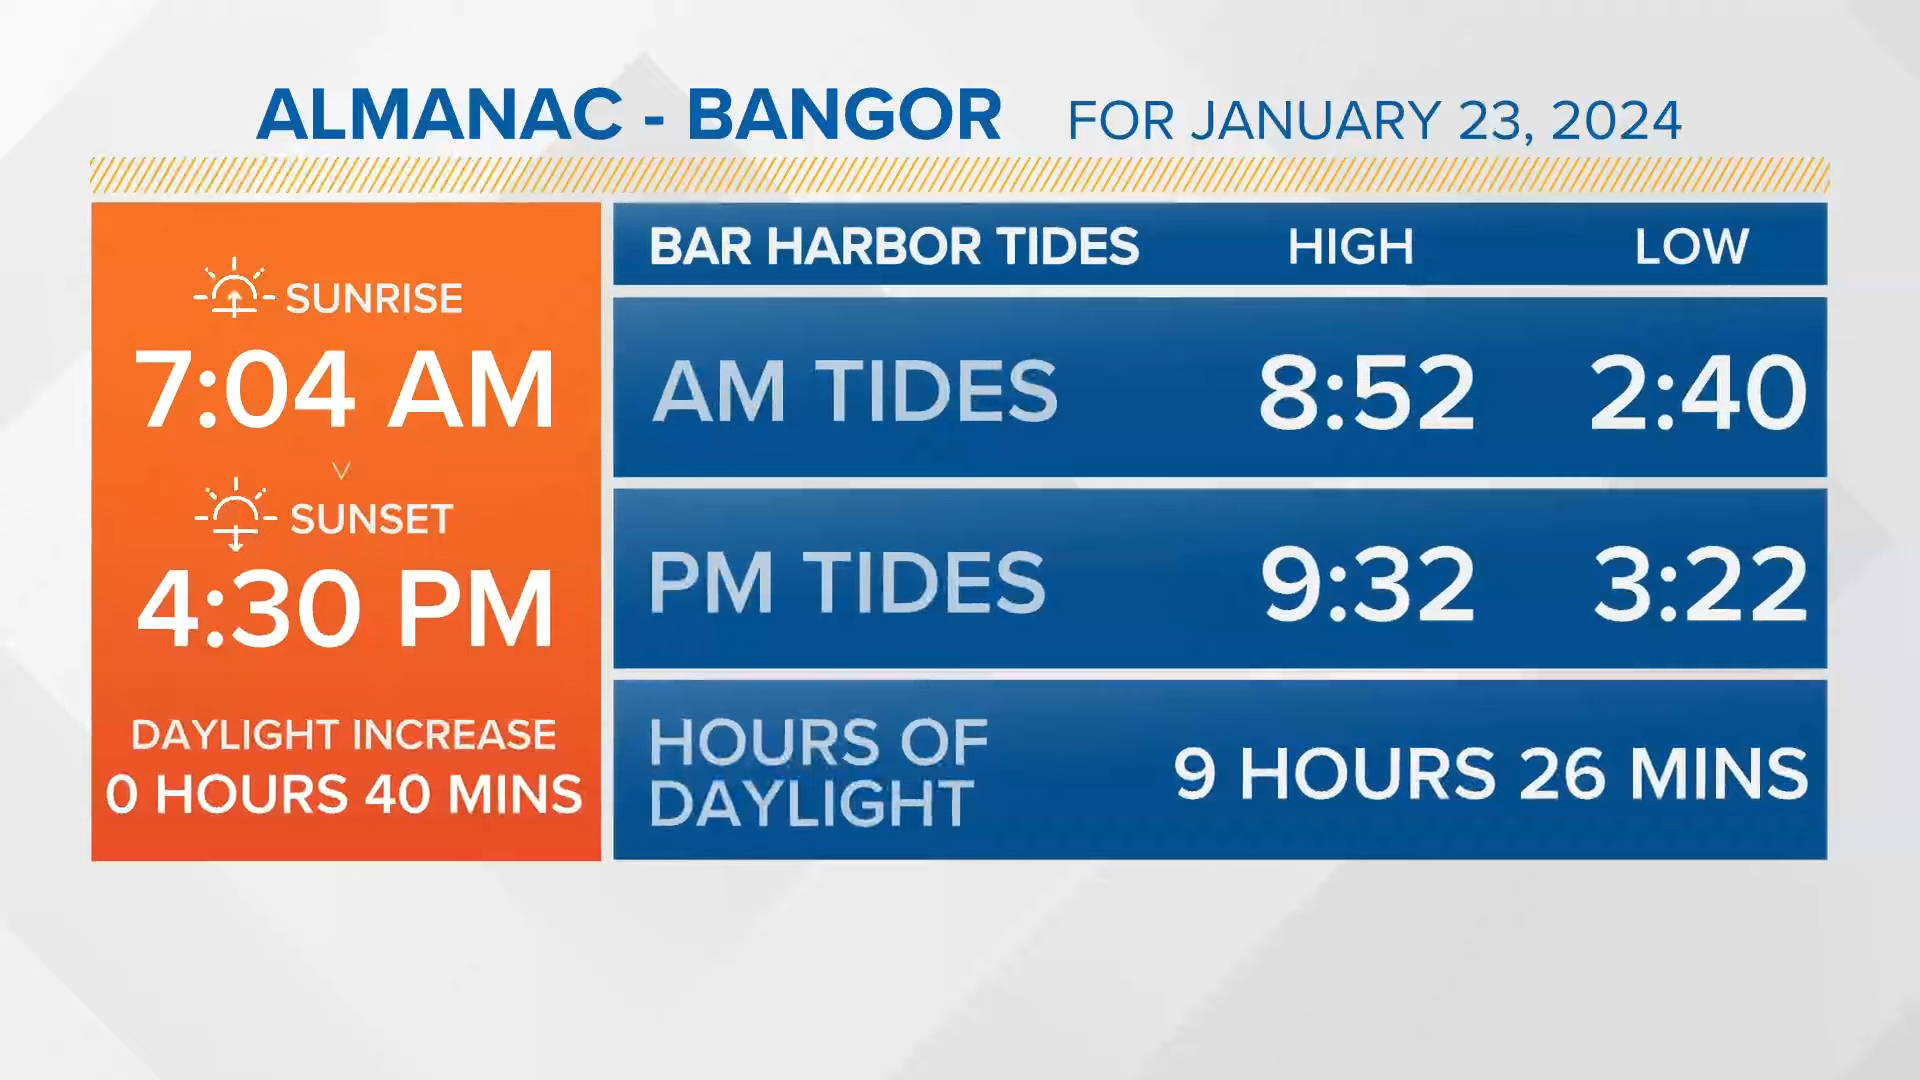 ALMANAC - BANGOR FOR JANUARY 23, 2024
SUNRISE
7:04 AM
SUNSET
4:30 PM
DAYLIGHT INCREASE
0 HOURS 40 MINS
BAR HARBOR TIDES HIGH LOW
AM TIDES 8:52 2:40
PM TIDES 9:32 3:22
HOURS OF
DAYLIGHT
9 HOURS 26 MINS